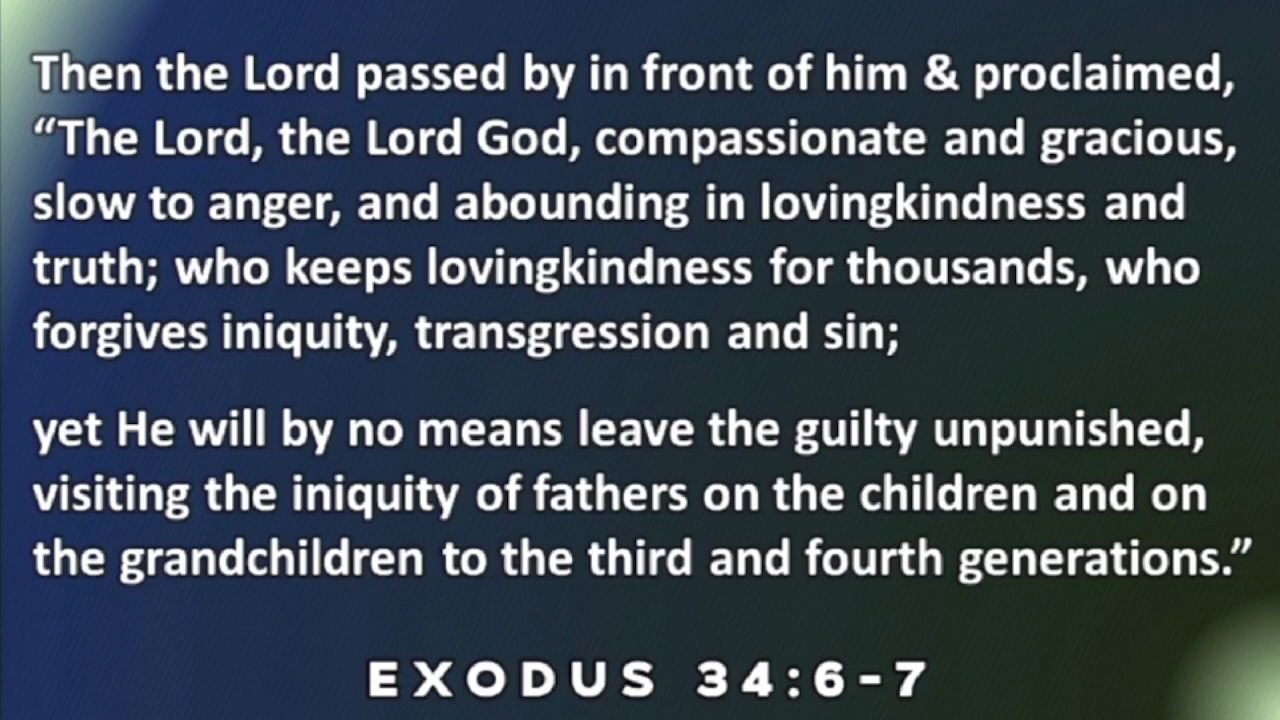 Then the Lord passed by in front of him & proclaimed,
“The Lord, the Lord God, compassionate and gracious,
slow to anger, and abounding in lovingkindness and
truth; who keeps lovingkindness for thousands, who
forgives iniquity, transgression and sin;
yet He will by no means leave the guilty unpunished,
visiting the iniquity of fathers on the children and on
the grandchildren to the third and fourth generations.”
EXODUS 34:6-7